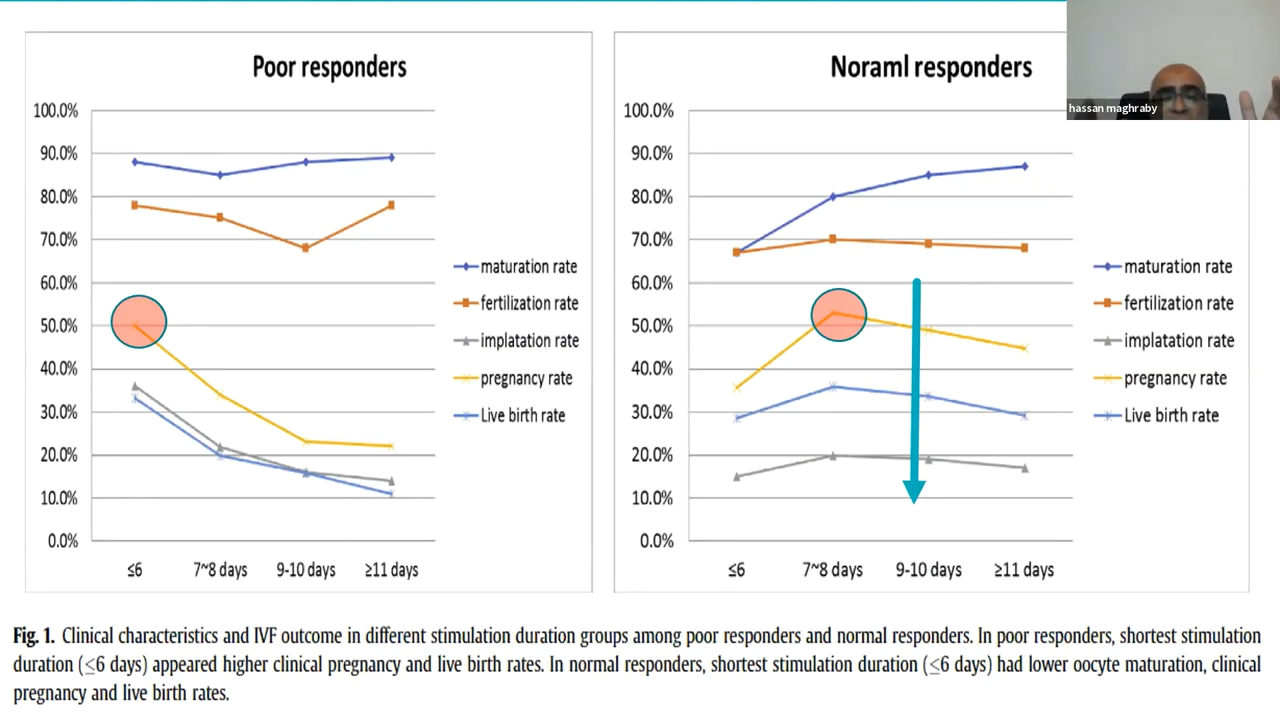 Poor responders
100.0%
90.0%
80.0%
70.0%
60.0%
50.0%
40.0%
30.0%
20.0%
10.0%
0.0%
≤6 7~8 days 9-10 days ≥11 days
maturation rate
fertilization rate
implatation rate
pregnancy rate
Live birth rate
Noraml responders
100.0%
90.0%
80.0%
70.0%
60.0%
50.0%
40.0%
30.0%
20.0%
10.0%
0.0%
≤6 7~8 days 9-10 days ≥11 days
maturation rate
fertilization rate
implatation rate
pregnancy rate
Live birth rate
hassan maghraby
Fig. 1. Clinical characteristics and IVF outcome in different stimulation duration groups among poor responders and normal responders. In poor responders, shortest stimulation
duration (≤6 days) appeared higher clinical pregnancy and live birth rates. In normal responders, shortest stimulation duration (≤6 days) had lower oocyte maturation, clinical
pregnancy and live birth rates.